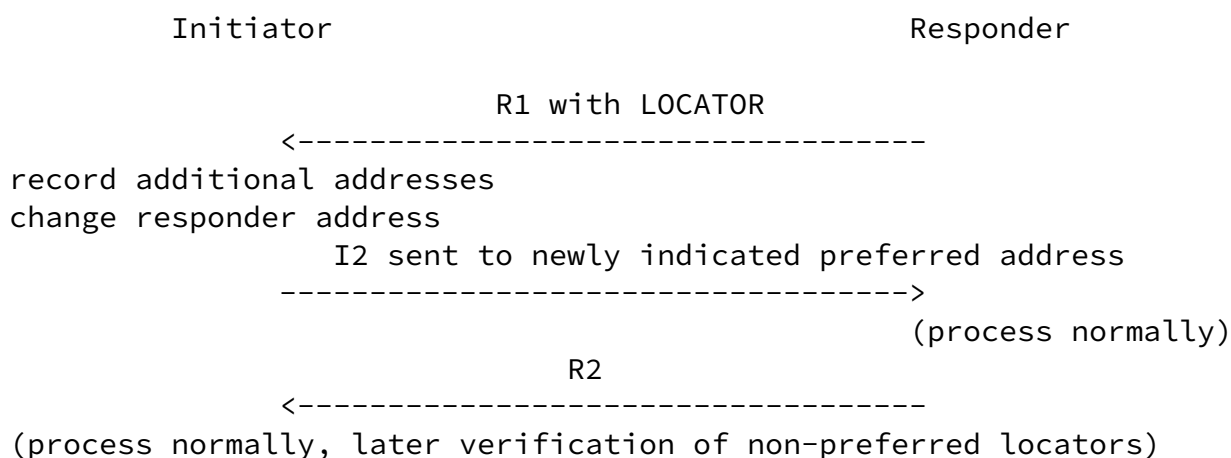 Initiator                                Responder
R1 with LOCATOR
<-----------------------------------
record additional addresses
change responder address
I2 sent to newly indicated preferred address
----------------------------------->
(process normally)
R2
<-----------------------------------
(process normally, later verification of non-preferred locators)